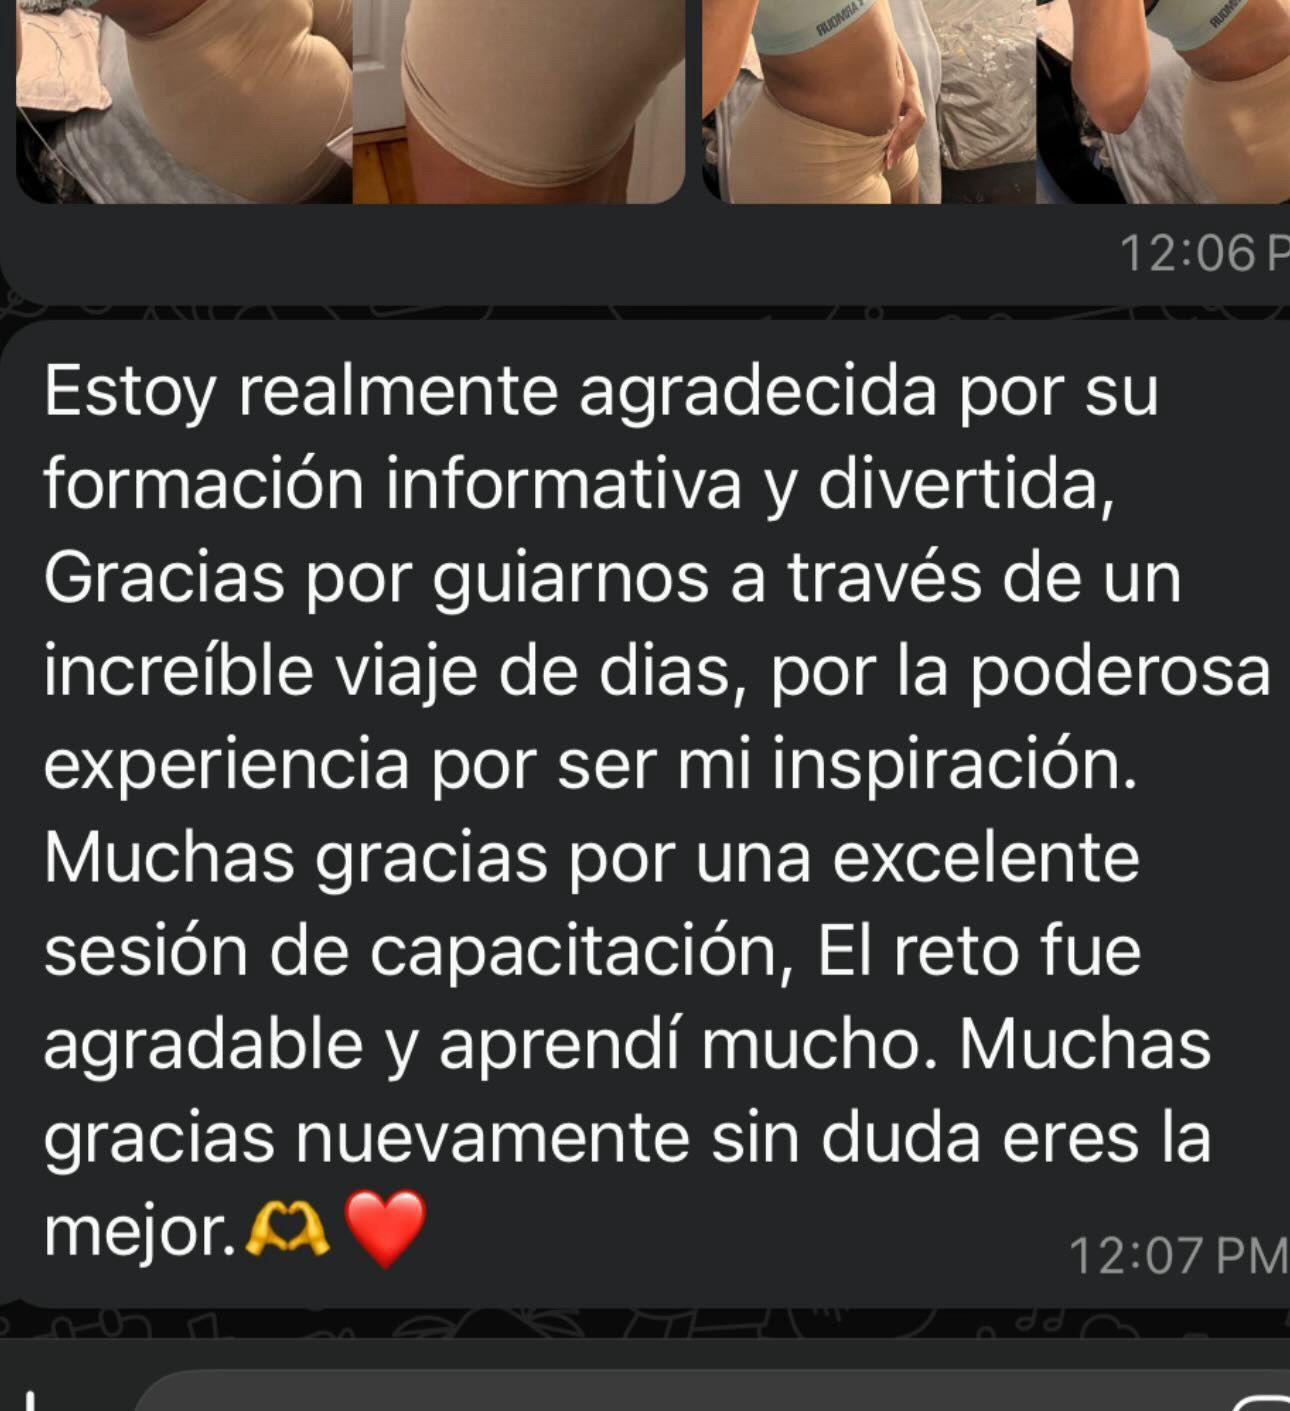 12:06 P
Estoy realmente agradecida por su
formación informativa y divertida,
Gracias por guiarnos a través de un
increíble viaje de dias, por la poderosa
experiencia por ser mi inspiración.
Muchas gracias por una excelente
sesión de capacitación, El reto fue
agradable y aprendí mucho. Muchas
gracias nuevamente sin duda eres la
mejor.🫶❤️
12:07 PM